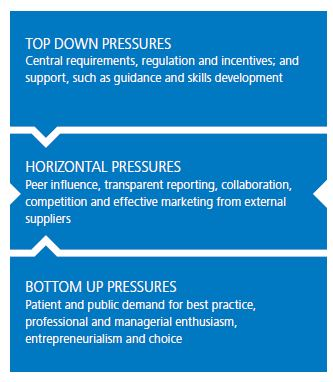 TOP DOWN PRESSURES
Central requirements, regulation and incentives; and
support, such as guidance and skills development
HORIZONTAL PRESSURES
Peer influence, transparent reporting, collaboration,
competition and effective marketing from external
suppliers
BOTTOM UP PRESSURES
Patient and public demand for best practice,
professional and managerial enthusiasm,
entrepreneurialism and choice